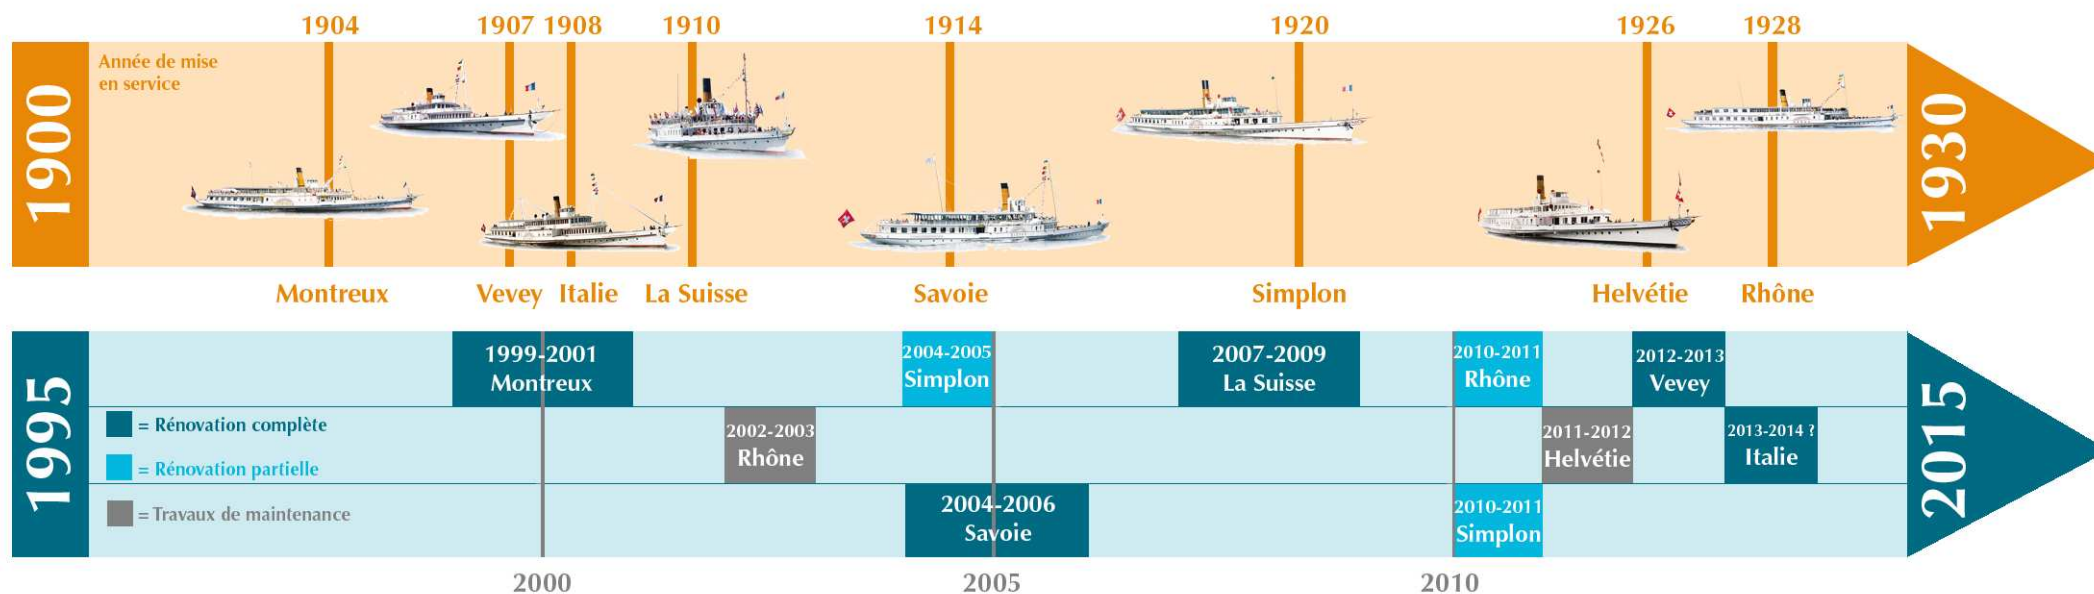 1904
1907
1908
1910
1914
1920
1926
1928
1900
Année de mise
en service
1930
Montreux
Vevey
Italie
La Suisse
Savoie
Simplon
Helvétie
Rhône
1995
1999-2001
Montreux
2004-2005
Simplon
2007-2009
La Suisse
2010-2011
Rhône
2012-2013
Vevey
= Rénovation complète
2002-2003
Rhône
2011-2012
Helvétie
2013-2014 ?
Italie
= Rénovation partielle
= Travaux de maintenance
2004-2006
Savoie
2010-2011
Simplon
2015
2000
2005
2010